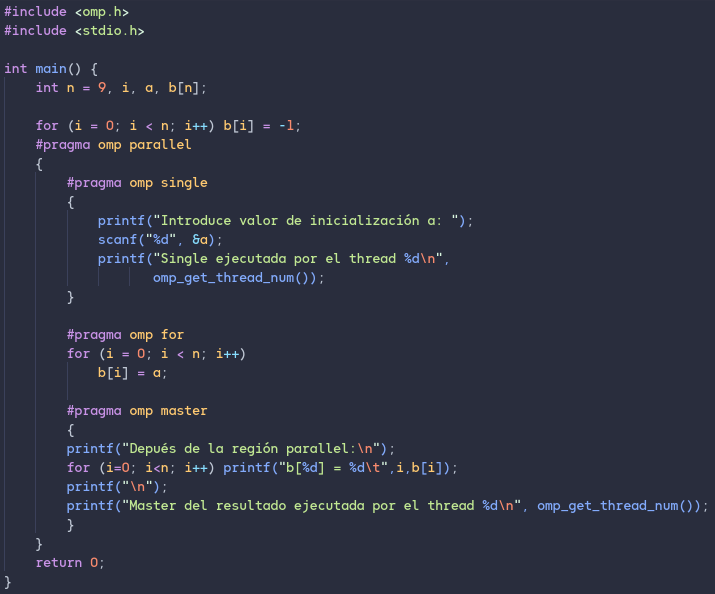 #include <omp.h>
#include <stdio.h>
int main() {
int n = 9, i, a, b[n];
for (i = 0; i < n; i++) b[i] = -1;
#pragma omp parallel
{
#pragma omp single
{
printf("Introduce valor de inicialización a: ");
scanf("%d", &a);
printf("Single ejecutada por el thread %d\n",
omp_get_thread_num());
}
#pragma omp for
for (i = 0; i < n; i++)
b[i] = a;
#pragma omp master
{
printf("Depués de la región parallel:\n");
for (i=0; i<n; i++) printf("b[%d] = %d\t",i,b[i]);
printf("\n");
printf("Master del resultado ejecutada por el thread %d\n", omp_get_thread_num());
}
}
return 0;
}